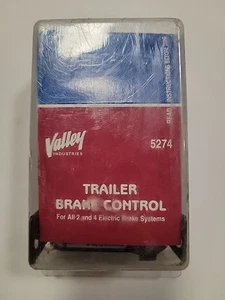 Valley
INDUSTRIES
5274
TRAILER
BRAKE CONTROL
For All 2 and 4 Electric Brake Systems